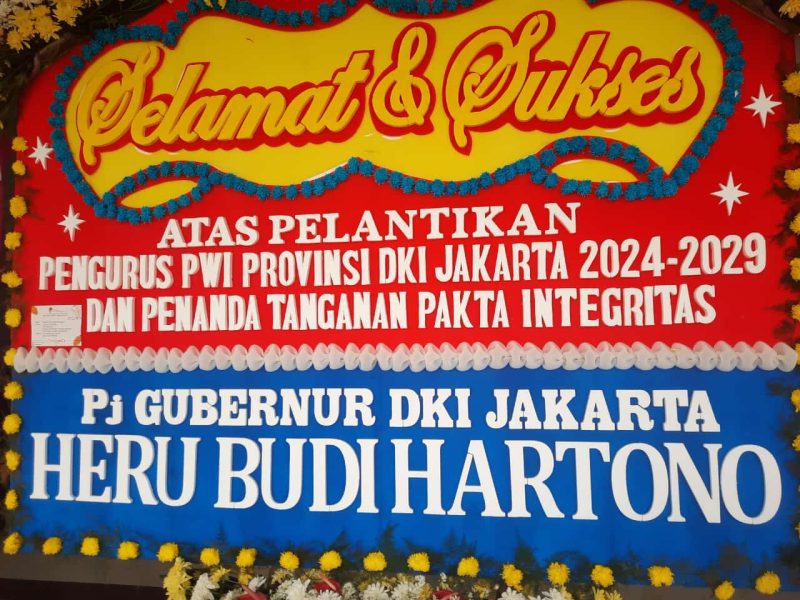 Selamat & Sukses
ATAS PELANTIKAN
PENGURUS PWI PROVINSI DKI JAKARTA 2024-2029
DAN PENANDA TANGANAN PAKTA INTEGRITAS
Pj GUBERNUR DKI JAKARTA
HERU BUDI HARTONO